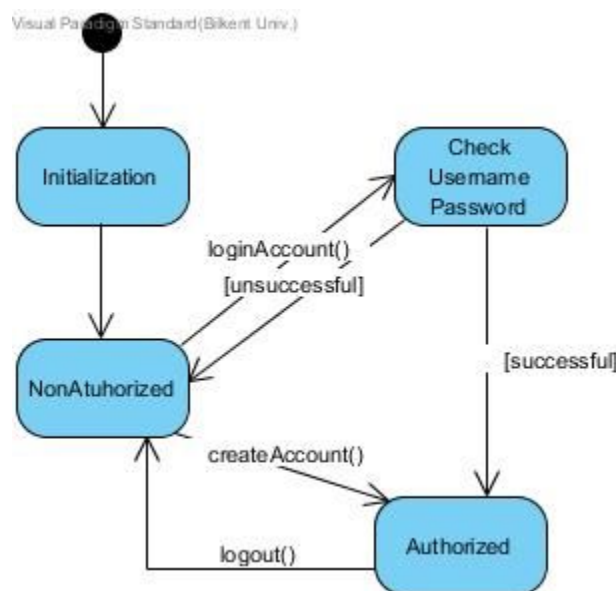 Visual Paradigm Standard(Bilkent Univ.)
Initialization
Check
Username
Password
loginAccount()
[unsuccessful]
[successful]
NonAtuhorized
createAccount()
logout()
Authorized